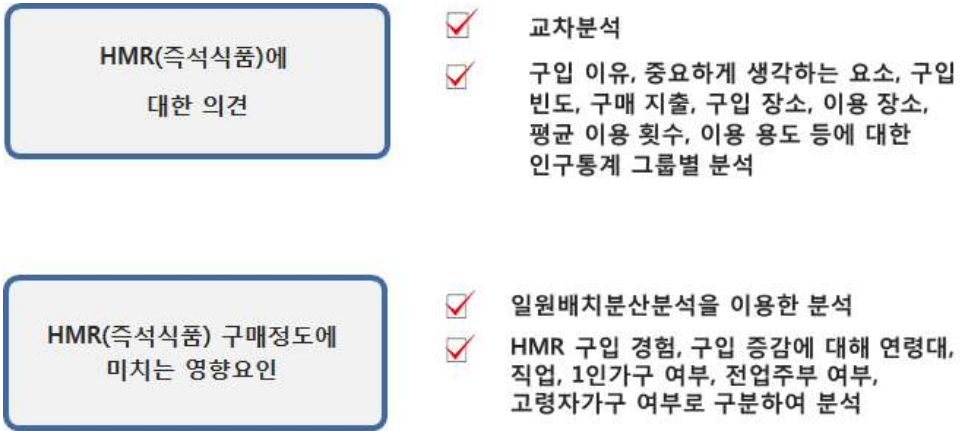 HMR(즉석식품)에
대한 의견
교차분석
구입 이유, 중요하게 생각하는 요소, 구입
빈도, 구매 지출, 구입 장소, 이용 장소,
평균 이용 횟수, 이용 용도 등에 대한
인구통계 그룹별 분석
HMR(즉석식품) 구매정도에
미치는 영향요인
일원배치분산분석을 이용한 분석
HMR 구입 경험, 구입 증감에 대해 연령대,
직업, 1인가구 여부, 전업주부 여부,
고령자가구 여부로 구분하여 분석